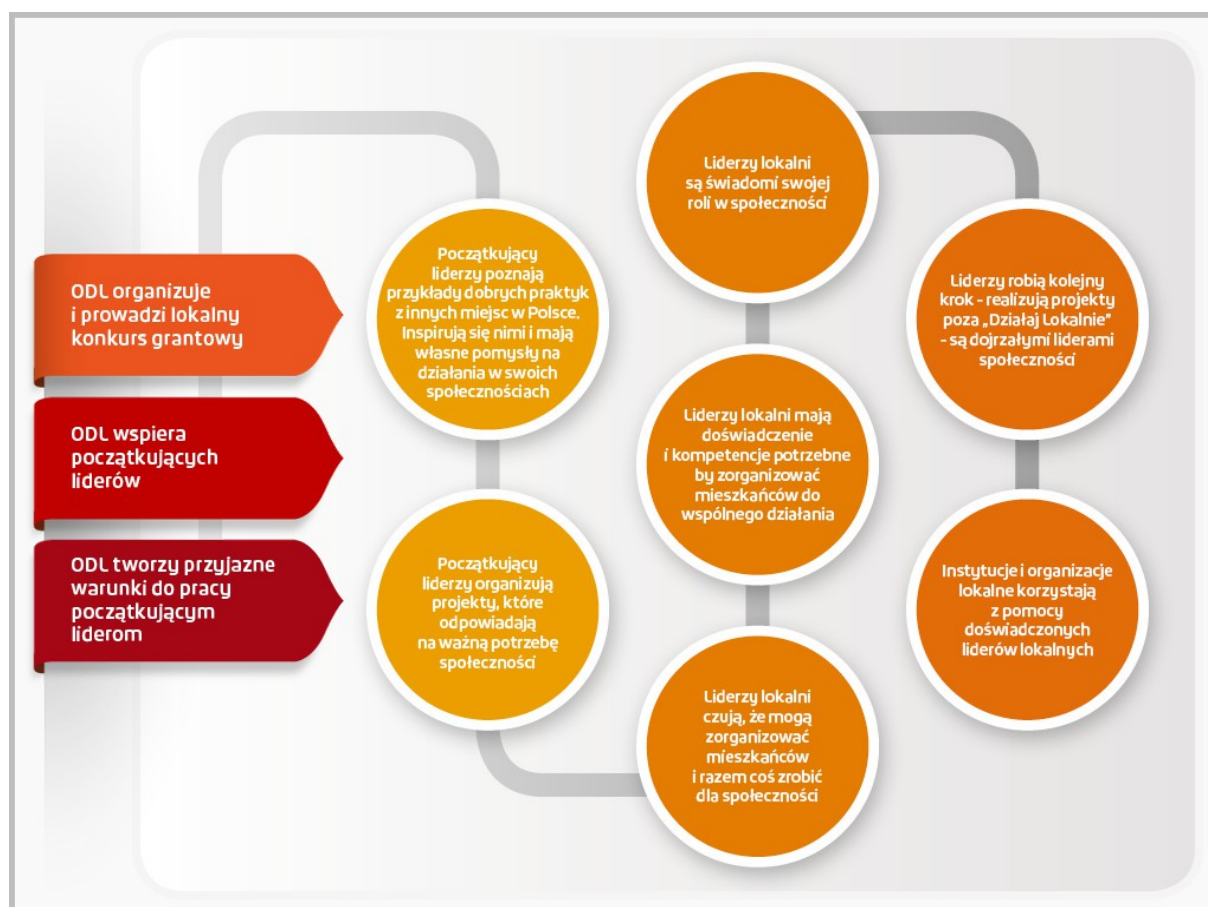 ODL organizuje
i prowadzi lokalny
konkurs grantowy
ODL wspiera
początkujących
liderów
ODL tworzy przyjazne
warunki do pracy
początkującym
liderom
Początkujący
liderzy poznają
przykłady dobrych praktyk
z innych miejsc w Polsce.
Inspirują się nimi i mają
własne pomysły na
działania w swoich
społecznościach
Początkujący
liderzy organizują
projekty, które
odpowiadają
na ważną potrzebę
społeczności
Liderzy lokalni
czują, że mogą
zorganizować
mieszkańców
i razem coś zrobić
dla społeczności
Liderzy lokalni mają
doświadczenie
i kompetencje potrzebne
by zorganizować
mieszkańców do
wspólnego działania
Liderzy lokalni
są świadomi swojej
roli w społeczności
Liderzy robią kolejny
krok - realizują projekty
poza „Działaj Lokalnie”
- są dojrzałymi liderami
społeczności
Instytucje i organizacje
lokalne korzystają
z pomocy
doświadczonych
liderów lokalnych